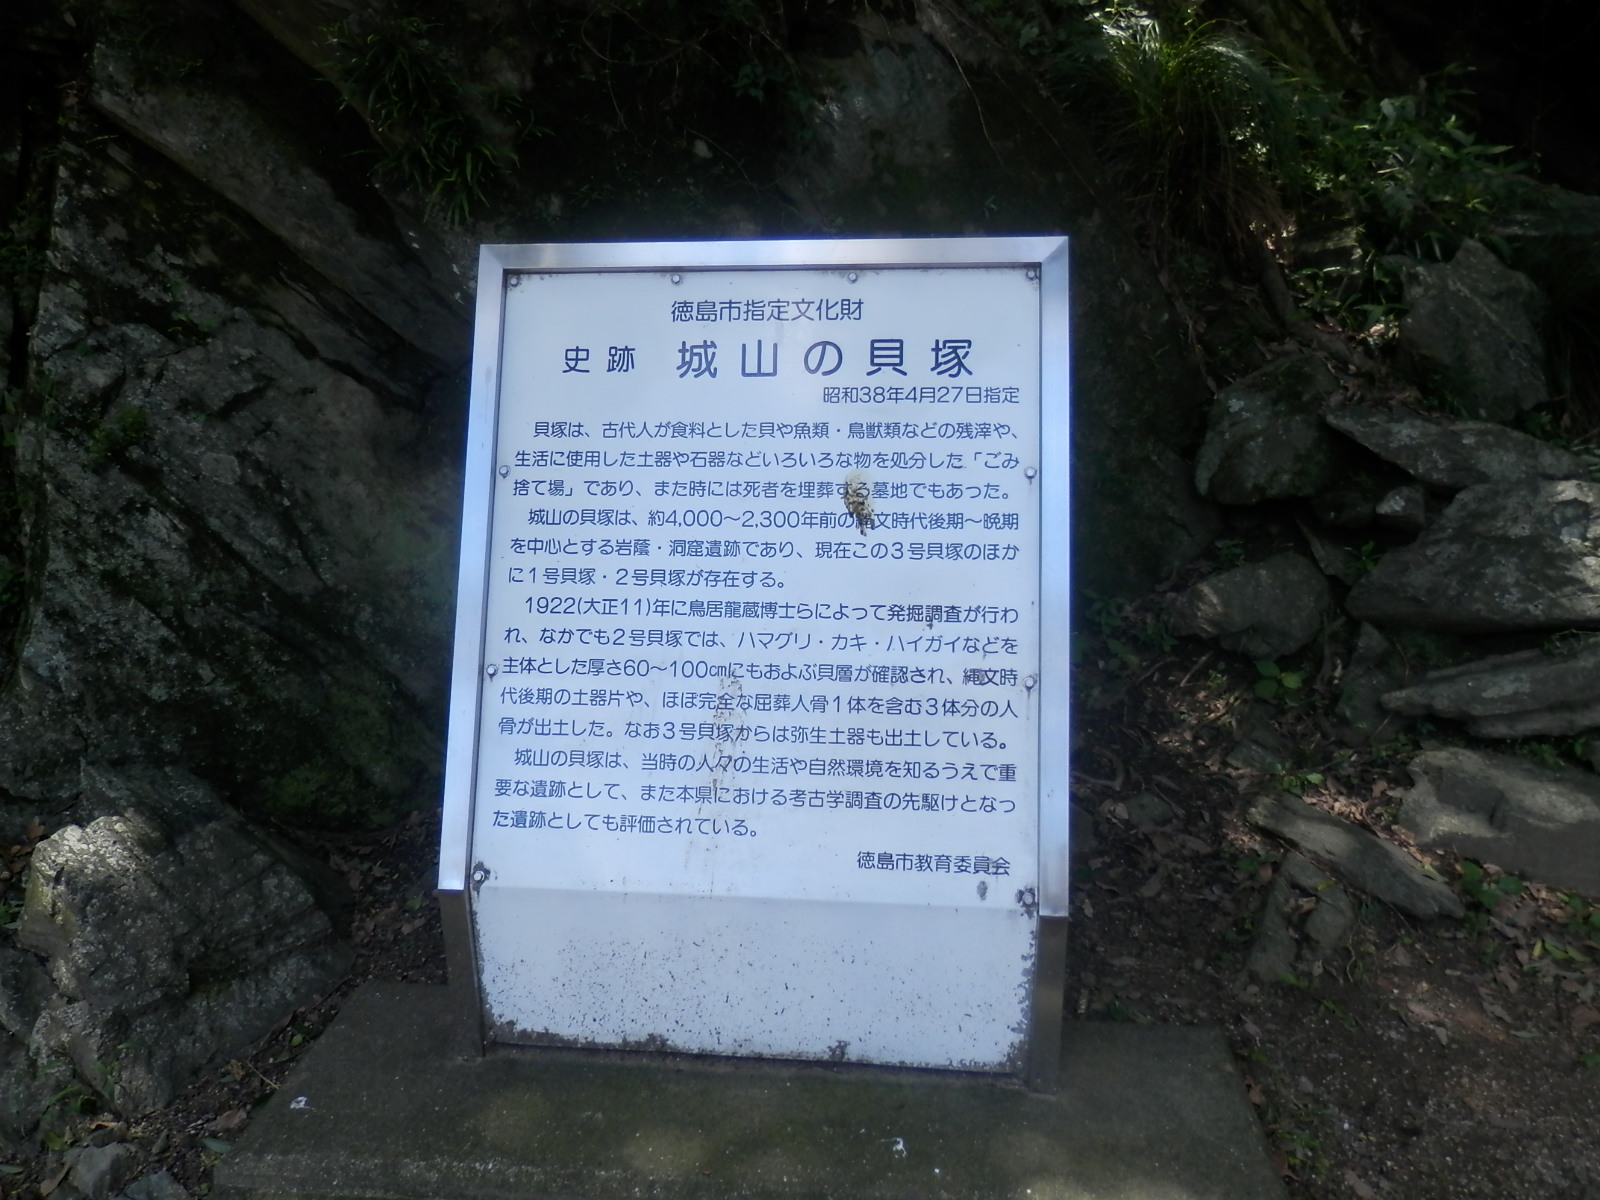 徳島市指定文化財
史跡 城山の貝塚
昭和38年4月27日指定
貝塚は、古代人が食料とした貝や魚類・鳥獣類などの残滓や、
生活に使用した土器や石器などいろいろな物を処分した「ごみ
捨て場」であり、また時には死者を埋葬する墓地でもあった。
城山の貝塚は、約4,000〜2,300年前の縄文時代後期〜晩期
を中心とする岩蔭・洞窟遺跡であり、現在この3号貝塚のほか
に1号貝塚・2号貝塚が存在する。
1922(大正11)年に鳥居龍蔵博士らによって発掘調査が行わ
れ、なかでも2号貝塚では、ハマグリ・カキ・ハイガイなどを
主体とした厚さ60〜100㎝にもおよぶ貝層が確認され、縄文時
代後期の土器片や、ほぼ完全な屈葬人骨1体を含む3体分の人
骨が出土した。なお3号貝塚からは弥生土器も出土している。
城山の貝塚は、当時の人々の生活や自然環境を知るうえで重
要な遺跡として、また本県における考古学調査の先駆けとなっ
た遺跡としても評価されている。
徳島市教育委員会